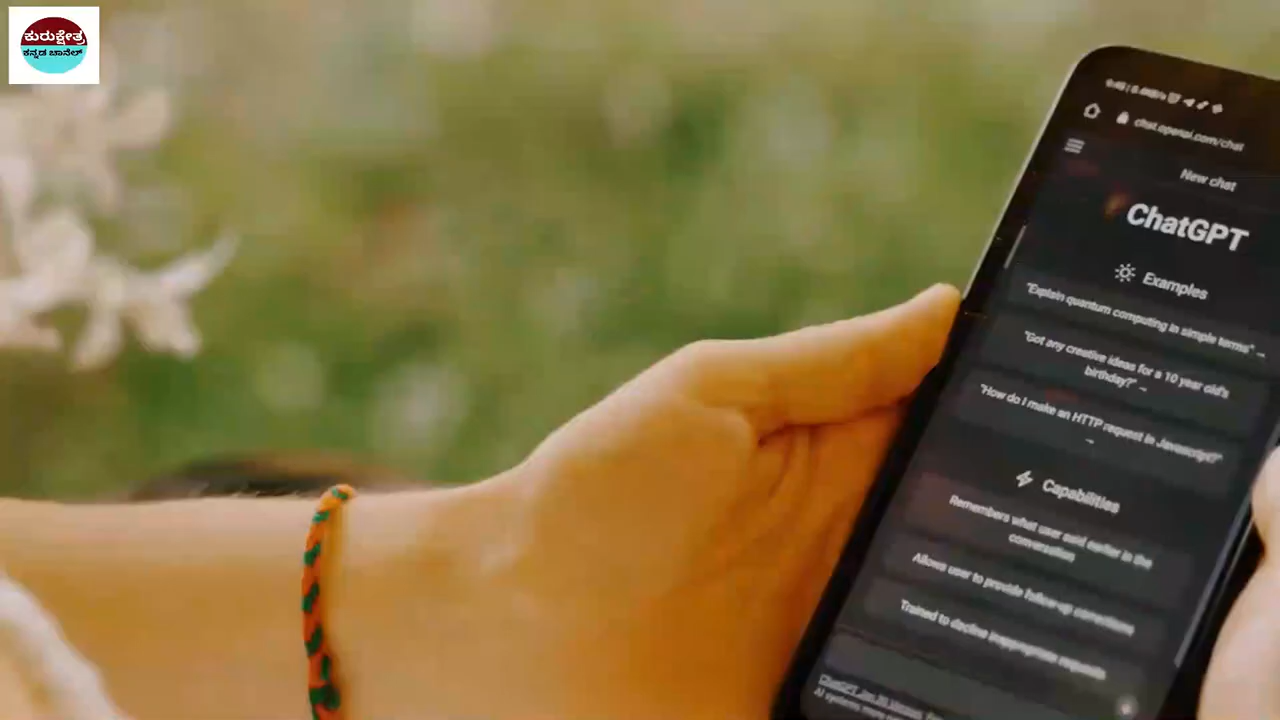 ಕುರುಕ್ಷೇತ್ರ
ಕನ್ನಡ ಚಾನೆಲ್
chat.openai.com/chat
New chat
ChatGPT
Examples
"Explain quantum computing in simple terms" →
"Got any creative ideas for a 10 year old's
birthday?" →
"How do I make an HTTP request in Javascript?"
→
Capabilities
Remembers what user said earlier in the
conversation
Allows user to provide follow-up corrections
Trained to decline inappropriate requests